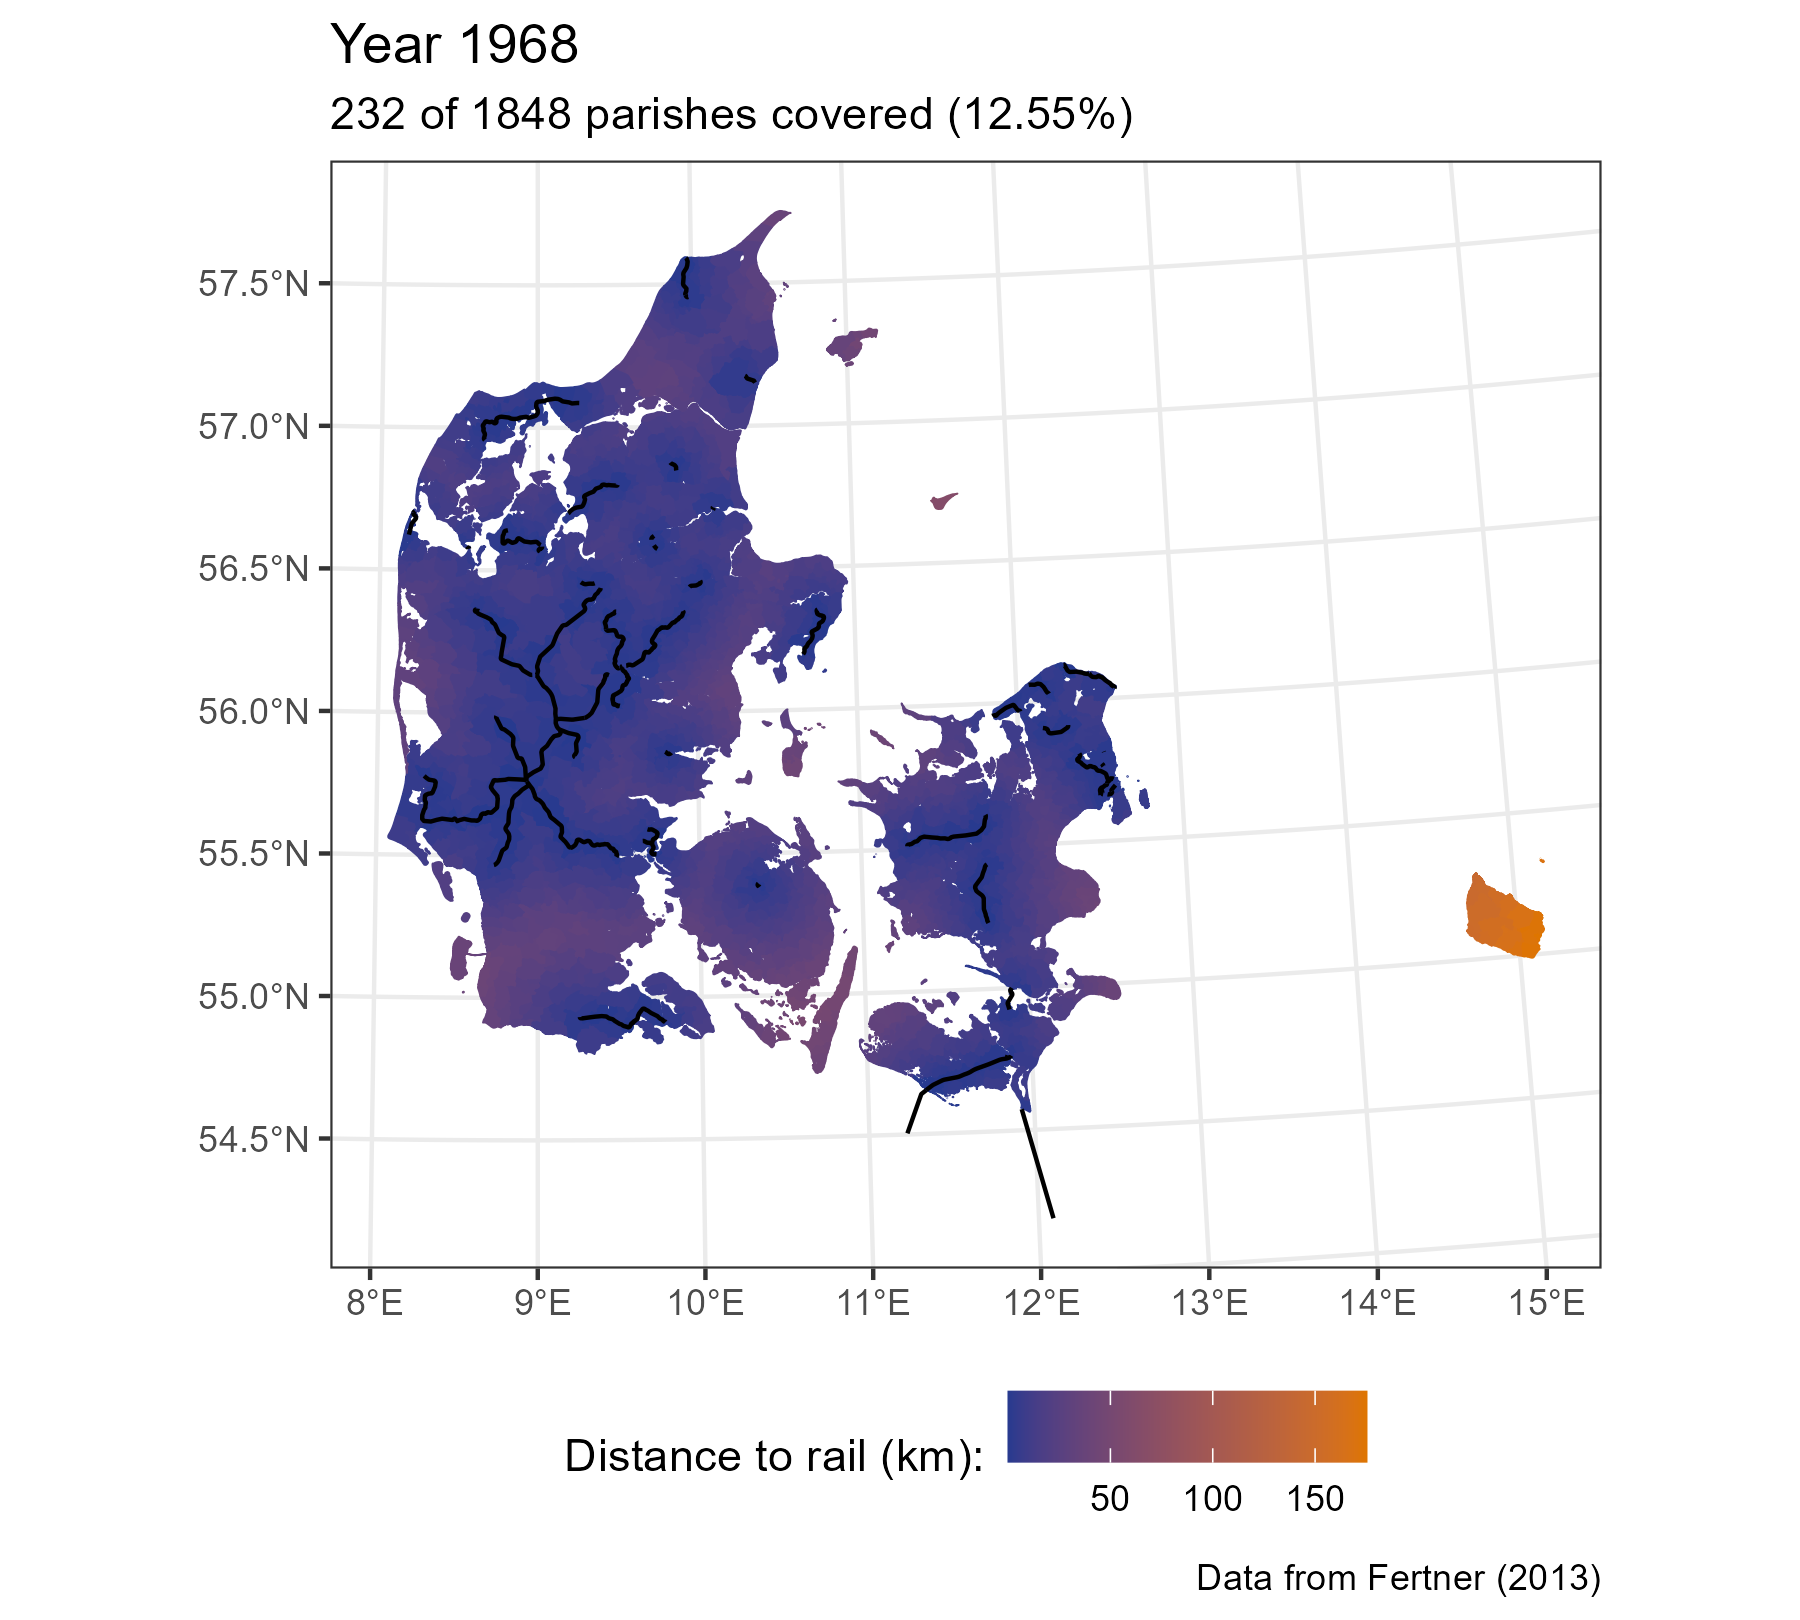 Year 1968
232 of 1848 parishes covered (12.55%)
57.5°N
57.0°N
56.5°N
56.0°N
55.5°N
55.0°N
54.5°N
8°E 9°E 10°E 11°E 12°E 13°E 14°E 15°E
Distance to rail (km):
50 100 150
Data from Fertner (2013)